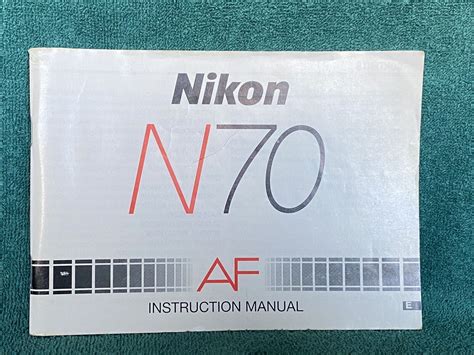 Nikon
N70
AF
INSTRUCTION MANUAL
E